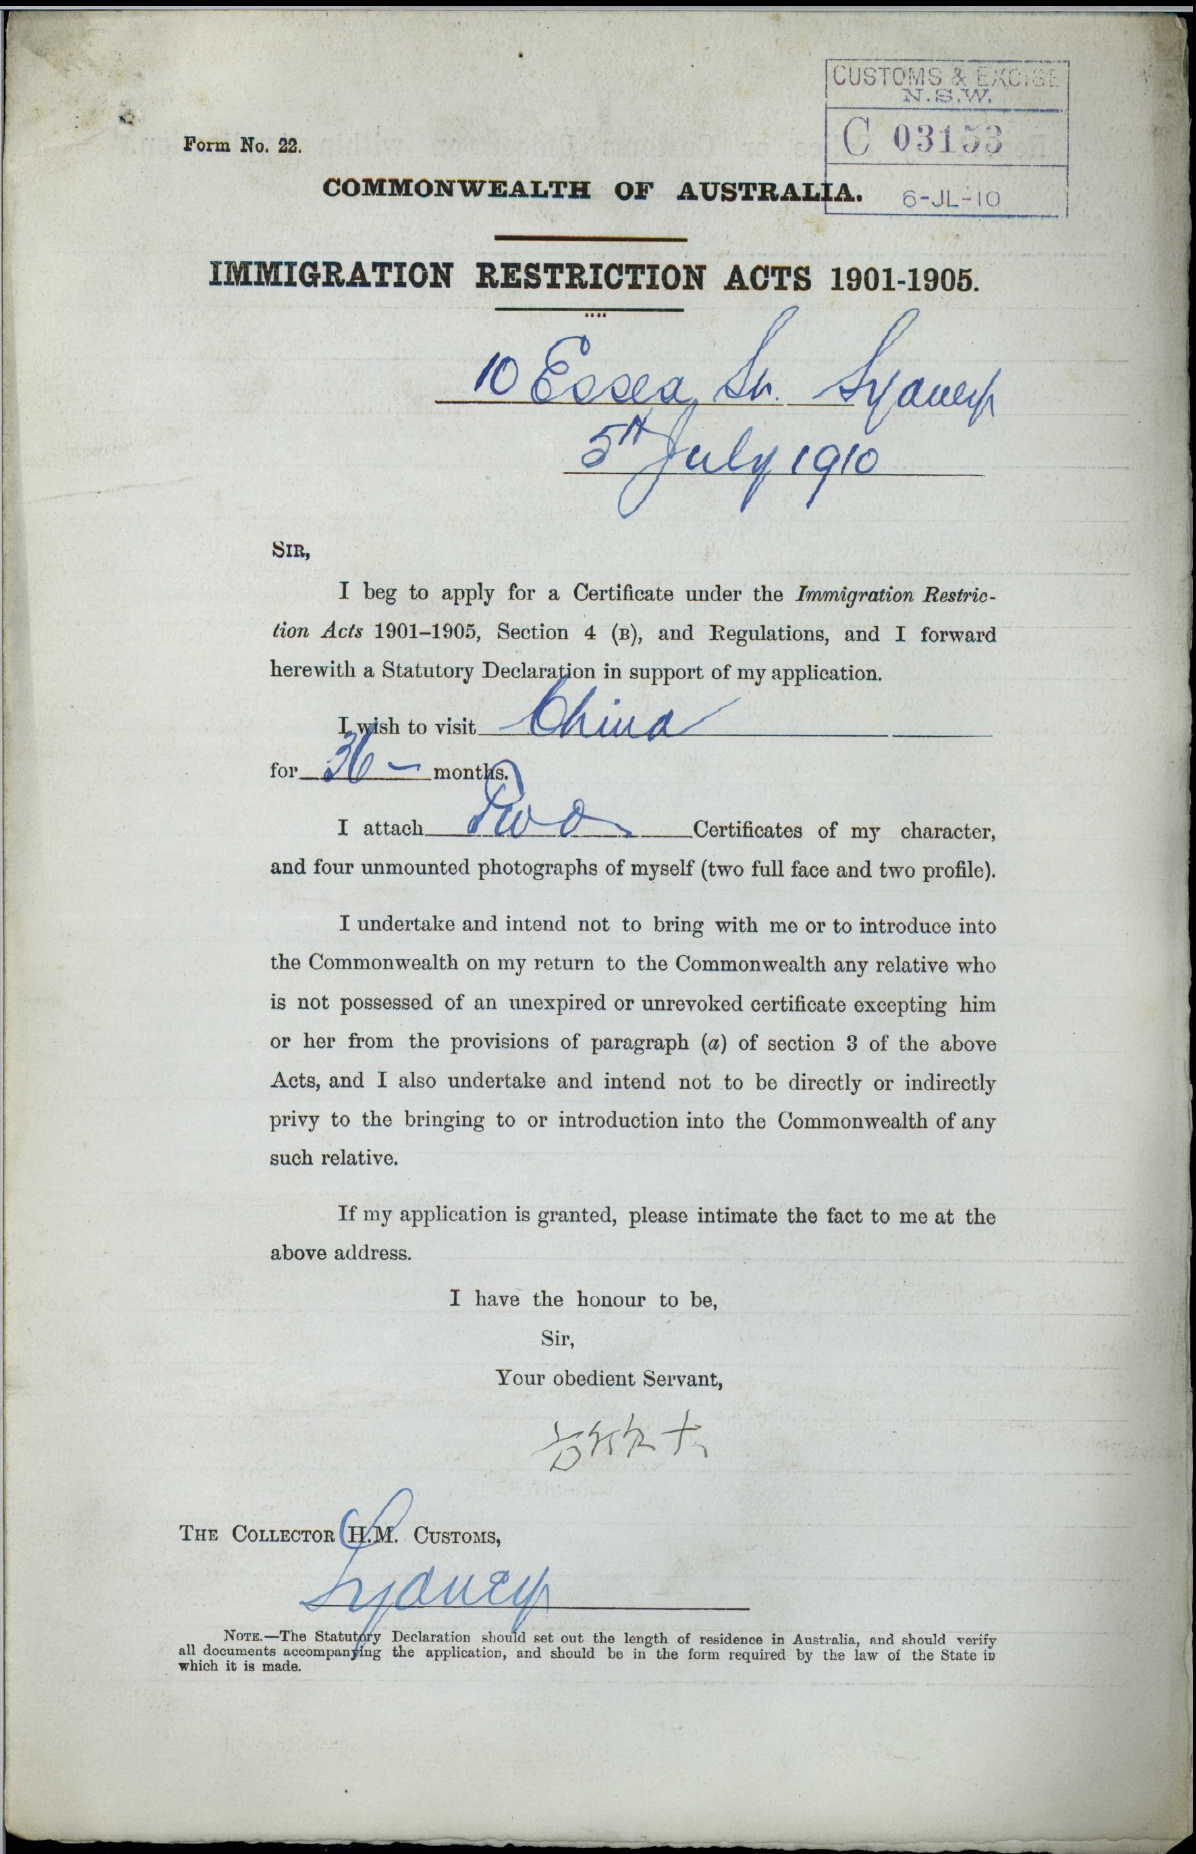 CUSTOMS & EXCISE
N.S.W.
C 03153
6-JL-10
Form No. 22.
COMMONWEALTH OF AUSTRALIA.
IMMIGRATION RESTRICTION ACTS 1901-1905.
10 Essex St. Sydney
5th July 1910
SIR,
I beg to apply for a Certificate under the Immigration Restric-
tion Acts 1901-1905, Section 4 (B), and Regulations, and I forward
herewith a Statutory Declaration in support of my application.
I wish to visit China
for 36 — months.
I attach Two Certificates of my character,
and four unmounted photographs of myself (two full face and two profile).
I undertake and intend not to bring with me or to introduce into
the Commonwealth on my return to the Commonwealth any relative who
is not possessed of an unexpired or unrevoked certificate excepting him
or her from the provisions of paragraph (a) of section 3 of the above
Acts, and I also undertake and intend not to be directly or indirectly
privy to the bringing to or introduction into the Commonwealth of any
such relative.
If my application is granted, please intimate the fact to me at the
above address.
I have the honour to be,
Sir,
Your obedient Servant,
THE COLLECTOR H.M. CUSTOMS,
Sydney
NOTE.—The Statutory Declaration should set out the length of residence in Australia, and should verify
all documents accompanying the application, and should be in the form required by the law of the State in
which it is made.